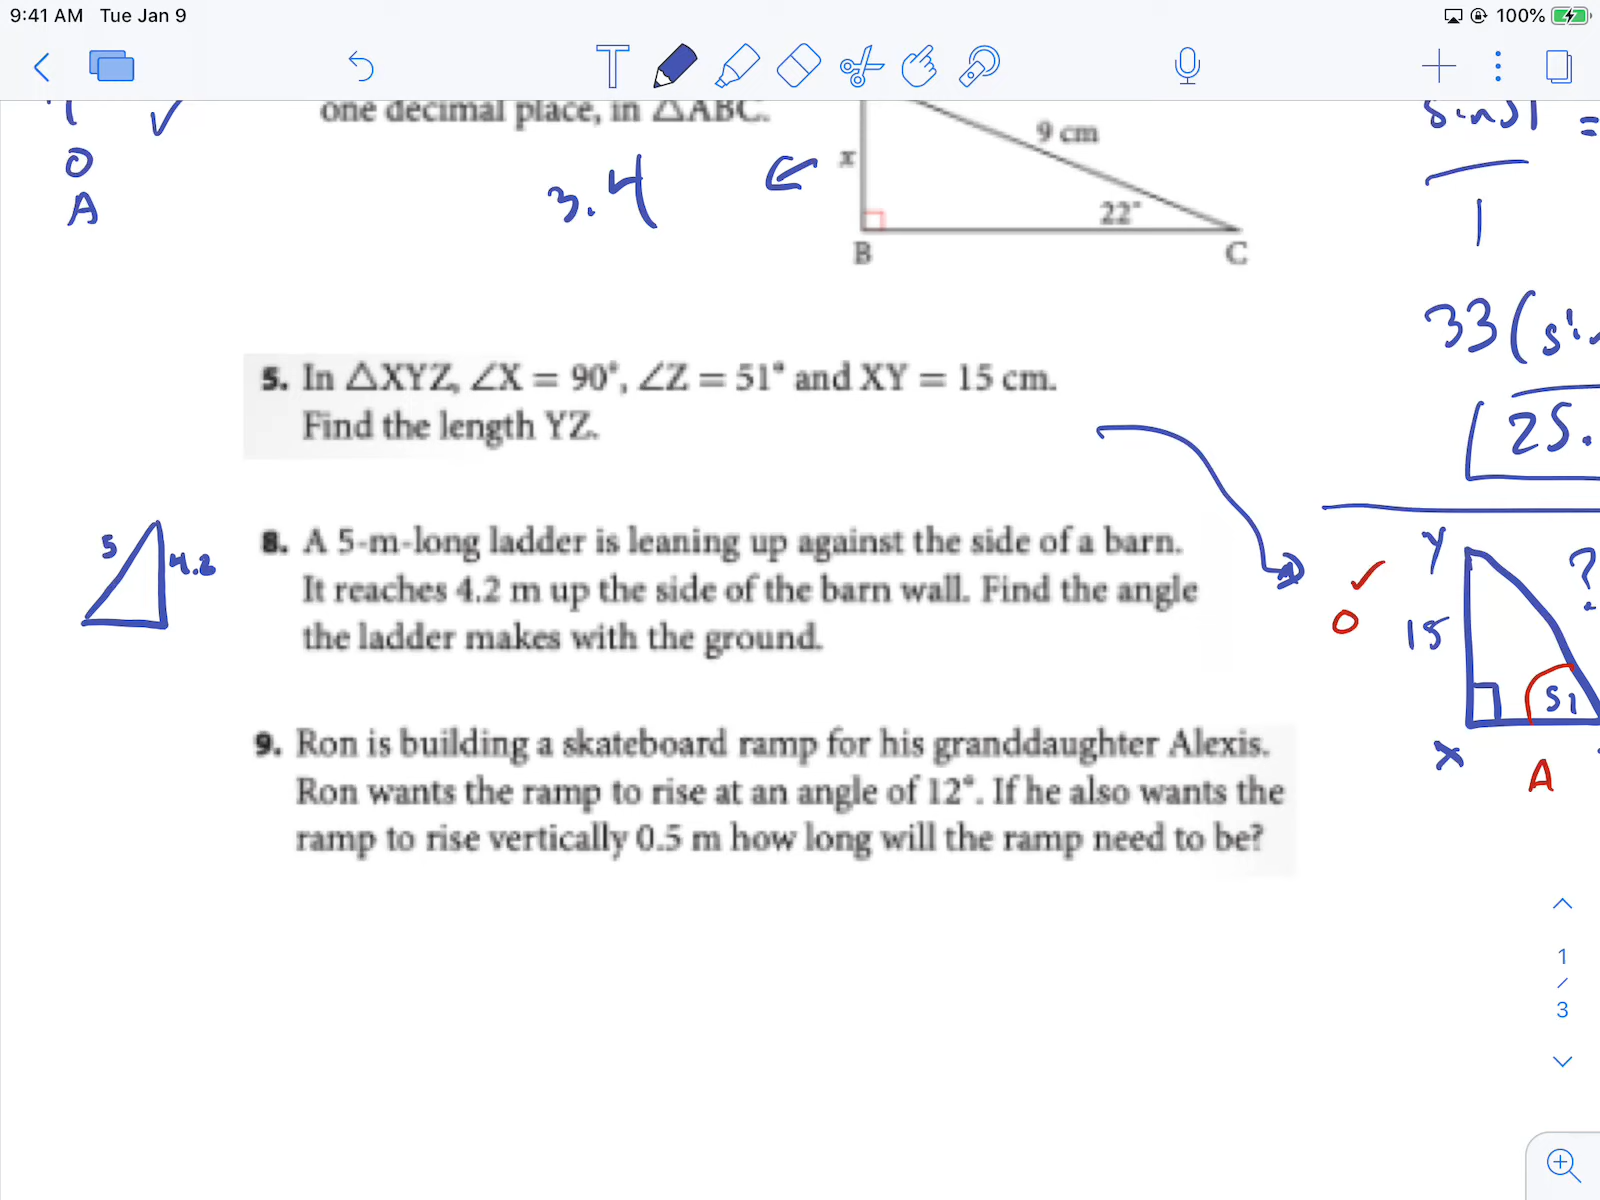 9:41 AM Tue Jan 9
100%
one decimal place, in △ABC.
O
A
3.4
x
9 cm
22°
B
C
sin51 =
1
33(sin
25.
5. In △XYZ, ∠X = 90°, ∠Z = 51° and XY = 15 cm.
Find the length YZ.
5
4.2
8. A 5-m-long ladder is leaning up against the side of a barn.
It reaches 4.2 m up the side of the barn wall. Find the angle
the ladder makes with the ground.
Y
?
O
15
51
X
A
9. Ron is building a skateboard ramp for his granddaughter Alexis.
Ron wants the ramp to rise at an angle of 12°. If he also wants the
ramp to rise vertically 0.5 m how long will the ramp need to be?
1
/
3